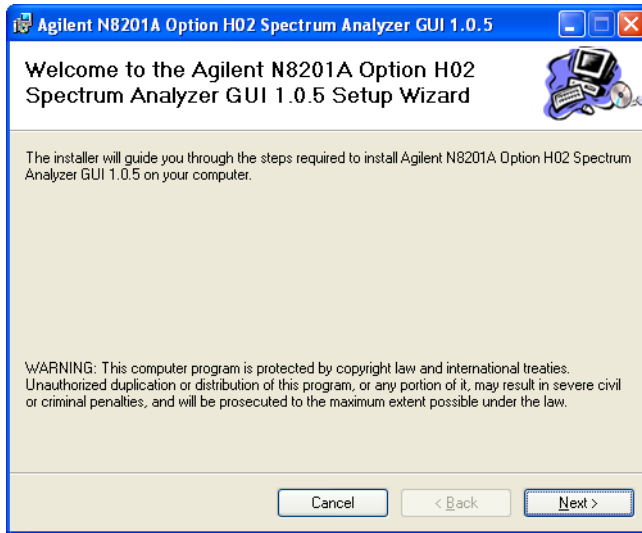 Agilent N8201A Option H02 Spectrum Analyzer GUI 1.0.5
Welcome to the Agilent N8201A Option H02
Spectrum Analyzer GUI 1.0.5 Setup Wizard
The installer will guide you through the steps required to install Agilent N8201A Option H02 Spectrum
Analyzer GUI 1.0.5 on your computer.
WARNING: This computer program is protected by copyright law and international treaties.
Unauthorized duplication or distribution of this program, or any portion of it, may result in severe civil
or criminal penalties, and will be prosecuted to the maximum extent possible under the law.
Cancel < Back Next >